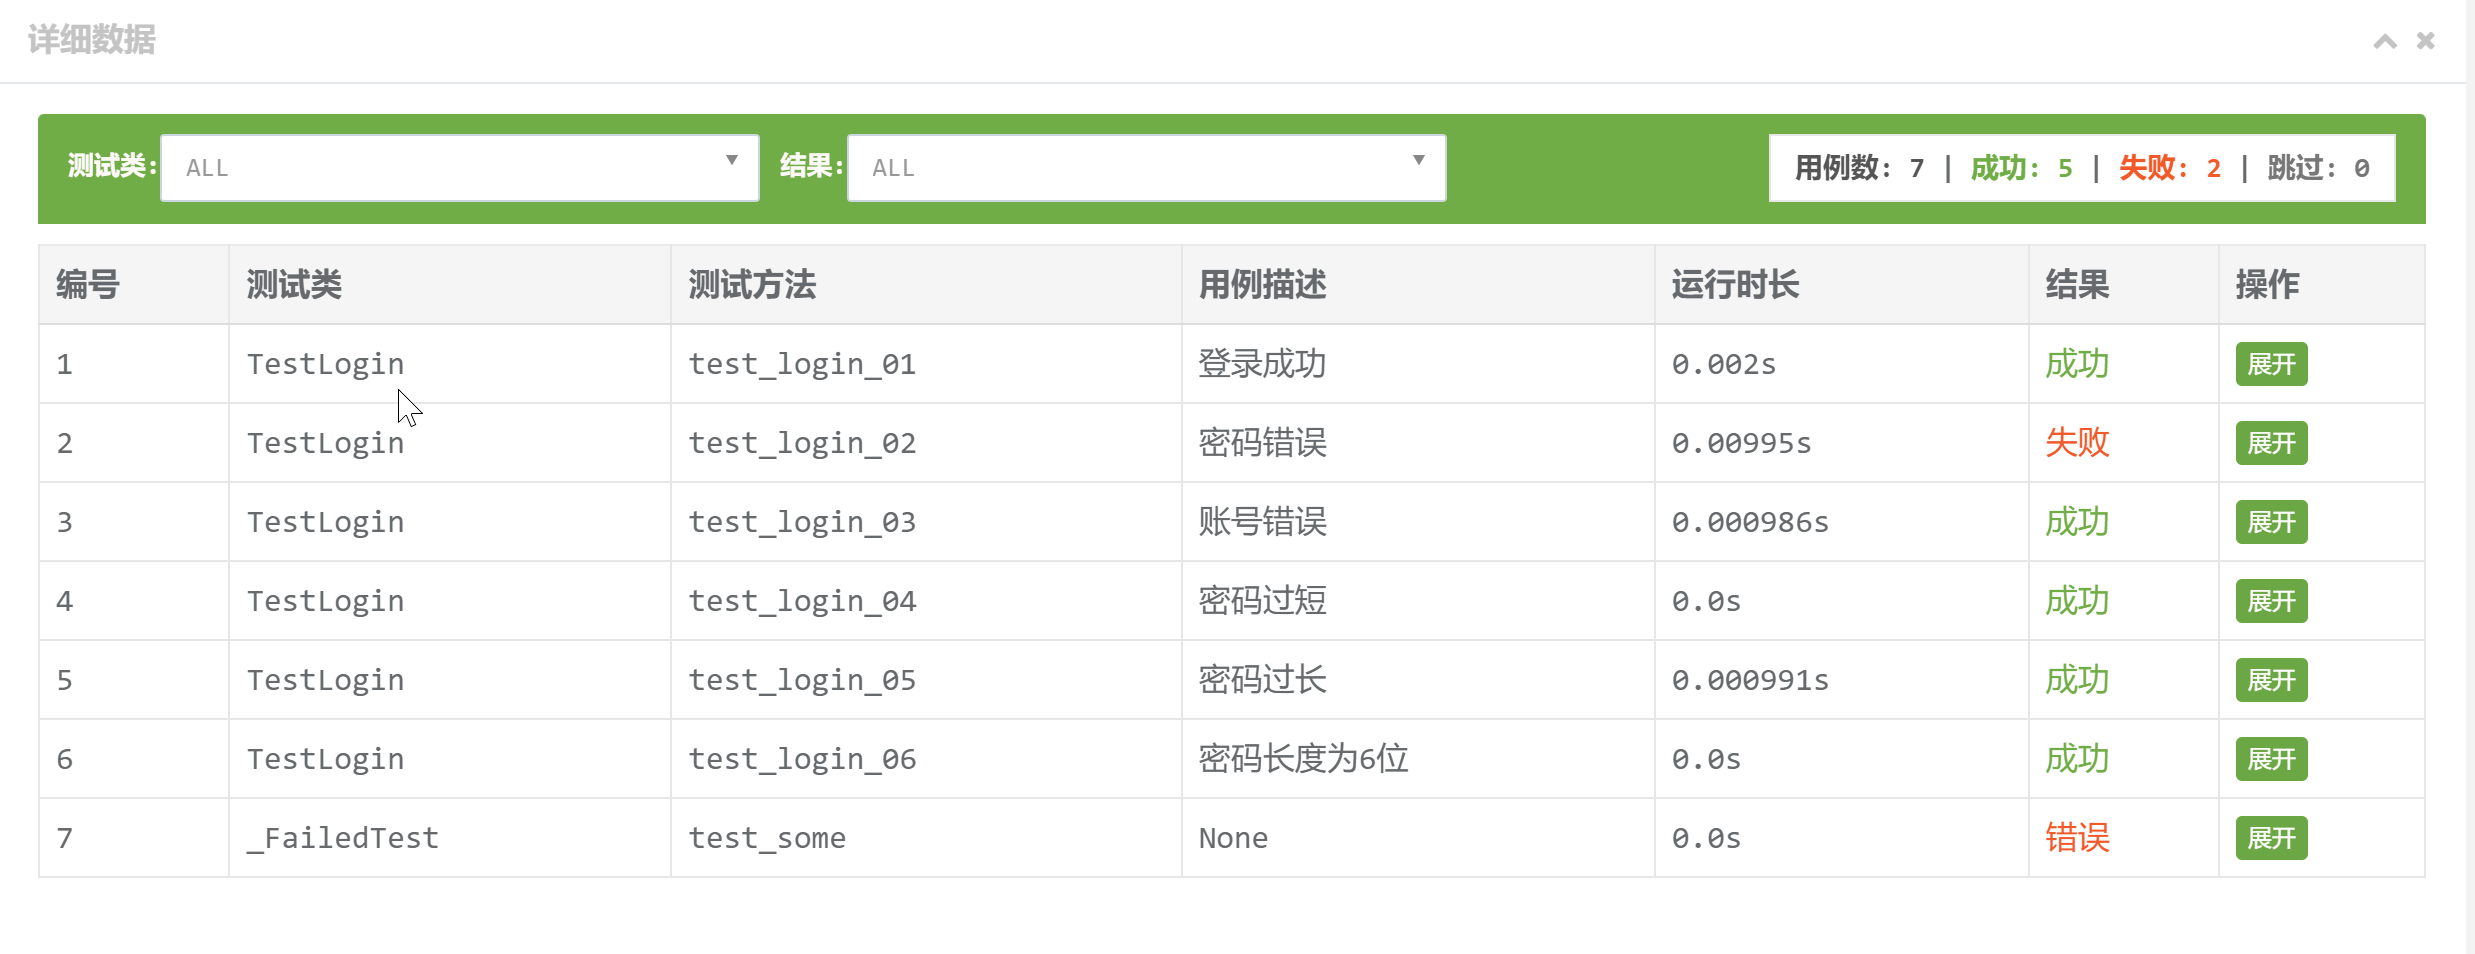 详细数据
测试类: ALL 结果: ALL 用例数: 7 | 成功: 5 | 失败: 2 | 跳过: 0
编号 测试类 测试方法 用例描述 运行时长 结果 操作
1 TestLogin test_login_01 登录成功 0.002s 成功 展开
2 TestLogin test_login_02 密码错误 0.00995s 失败 展开
3 TestLogin test_login_03 账号错误 0.000986s 成功 展开
4 TestLogin test_login_04 密码过短 0.0s 成功 展开
5 TestLogin test_login_05 密码过长 0.000991s 成功 展开
6 TestLogin test_login_06 密码长度为6位 0.0s 成功 展开
7 _FailedTest test_some None 0.0s 错误 展开